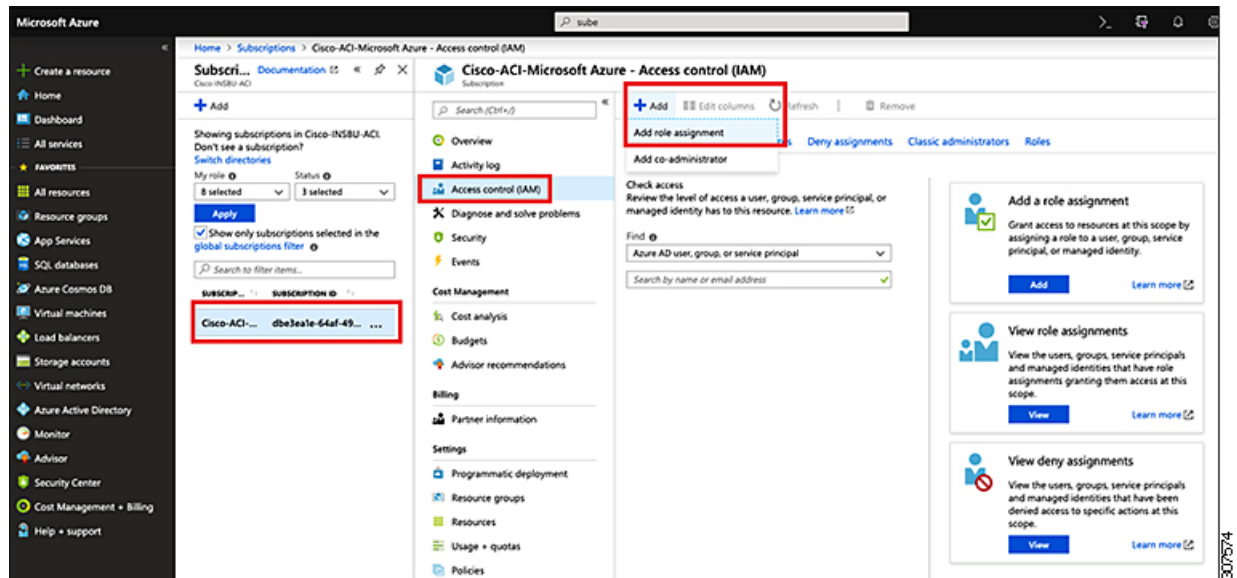 Microsoft Azure
sube
Home > Subscriptions > Cisco-ACI-Microsoft Azure - Access control (IAM)
Create a resource
Home
Dashboard
All services
FAVORITES
All resources
Resource groups
App Services
SQL databases
Azure Cosmos DB
Virtual machines
Load balancers
Storage accounts
Virtual networks
Azure Active Directory
Monitor
Advisor
Security Center
Cost Management + Billing
Help + support
Subscri... Documentation
Cisco-INSBU-ACI
Add
Showing subscriptions in Cisco-INSBU-ACI.
Don't see a subscription?
Switch directories
My role Status
8 selected 3 selected
Apply
Show only subscriptions selected in the
global subscriptions filter
Search to filter items...
SUBSCRIP... SUBSCRIPTION ID
Cisco-ACI-... dbe3ea1e-64af-49... ...
Cisco-ACI-Microsoft Azure - Access control (IAM)
Subscription
Search (Ctrl+/)
Overview
Activity log
Access control (IAM)
Diagnose and solve problems
Security
Events
Cost Management
Cost analysis
Budgets
Advisor recommendations
Billing
Partner information
Settings
Programmatic deployment
Resource groups
Resources
Usage + quotas
Policies
Add Edit columns Refresh | Remove
Add role assignment
Add co-administrator
Deny assignments Classic administrators Roles
Check access
Review the level of access a user, group, service principal, or
managed identity has to this resource. Learn more
Find
Azure AD user, group, or service principal
Search by name or email address
Add a role assignment
Grant access to resources at this scope by
assigning a role to a user, group, service
principal, or managed identity.
Add Learn more
View role assignments
View the users, groups, service principals
and managed identities that have role
assignments granting them access at this
scope.
View Learn more
View deny assignments
View the users, groups, service principals
and managed identities that have been
denied access to specific actions at this
scope.
View Learn more
307574